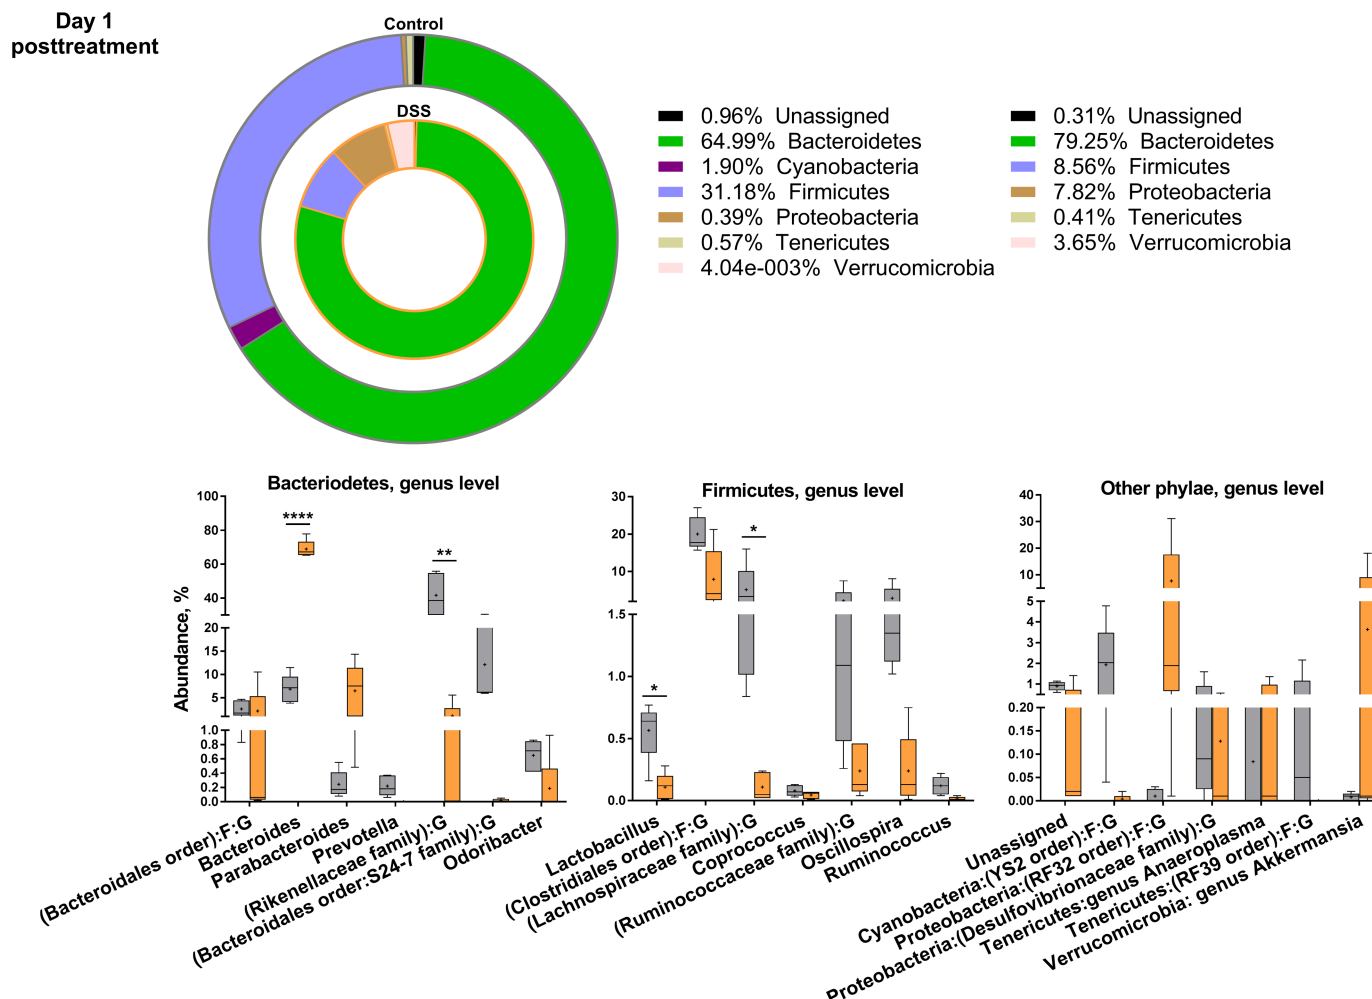 Day 1
posttreatment
Control
DSS
0.96% Unassigned
64.99% Bacteroidetes
1.90% Cyanobacteria
31.18% Firmicutes
0.39% Proteobacteria
0.57% Tenericutes
4.04e-003% Verrucomicrobia
0.31% Unassigned
79.25% Bacteroidetes
8.56% Firmicutes
7.82% Proteobacteria
0.41% Tenericutes
3.65% Verrucomicrobia
Bacteriodetes, genus level
Abundance, %
100
80
60
40
20
15
10
5
1.0
0.8
0.6
0.4
0.2
0.0
****
**
(Bacteroidales order):F:G
Bacteroides
Parabacteroides
Prevotella
(Rikenellaceae family):G
(Bacteroidales order:S24-7 family):G
Odoribacter
Firmicutes, genus level
30
20
10
1.5
1.0
0.5
0.0
*
*
Lactobacillus
(Clostridiales order):F:G
(Lachnospiraceae family):G
Coprococcus
(Ruminococcaceae family):G
Oscillospira
Ruminococcus
Other phylae, genus level
40
30
20
10
5
4
3
2
1
0.20
0.15
0.10
0.05
0.00
Unassigned
Cyanobacteria:(YS2 order):F:G
Proteobacteria:(RF32 order):F:G
Proteobacteria:(Desulfovibrionaceae family):G
Tenericutes:genus Anaeroplasma
Tenericutes:(RF39 order):F:G
Verrucomicrobia: genus Akkermansia